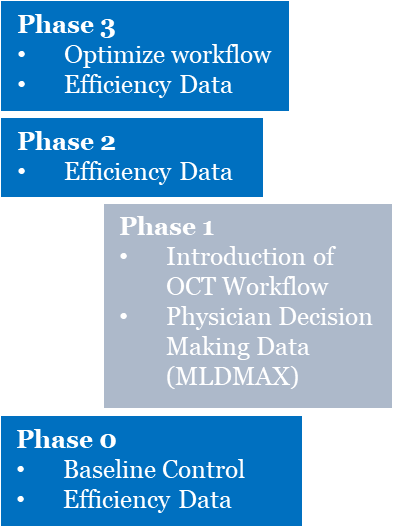 Phase 3
• Optimize workflow
• Efficiency Data
Phase 2
• Efficiency Data
Phase 1
• Introduction of
OCT Workflow
• Physician Decision
Making Data
(MLDMAX)
Phase 0
• Baseline Control
• Efficiency Data